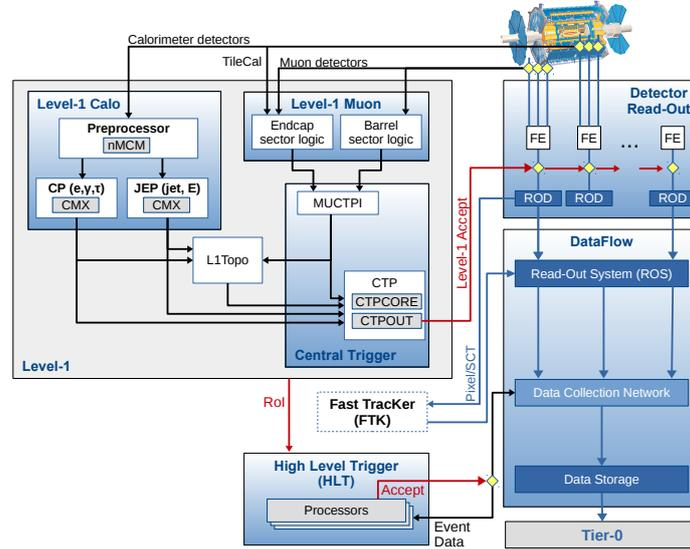 Calorimeter detectors
TileCal
Muon detectors
Level-1 Calo
Preprocessor
nMCM
CP (e,γ,τ)
CMX
JEP (jet, E)
CMX
Level-1 Muon
Endcap
sector logic
Barrel
sector logic
MUCTPI
L1Topo
CTP
CTPCORE
CTPOUT
Central Trigger
Level-1
Level-1 Accept
Detector
Read-Out
FE
FE
...
FE
ROD
ROD
ROD
DataFlow
Read-Out System (ROS)
Pixel/SCT
Data Collection Network
RoI
Fast TracKer
(FTK)
High Level Trigger
(HLT)
Accept
Processors
Event
Data
Data Storage
Tier-0